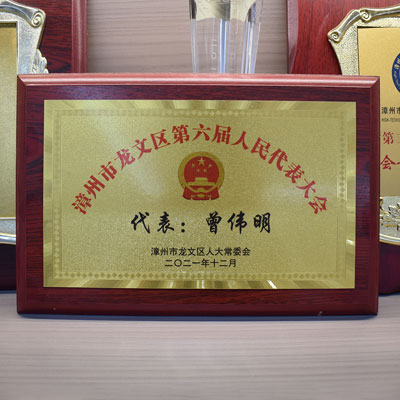 漳州市龙文区第六届人民代表大会
代表：曾伟明
漳州市龙文区人大常委会
二〇二一年十二月